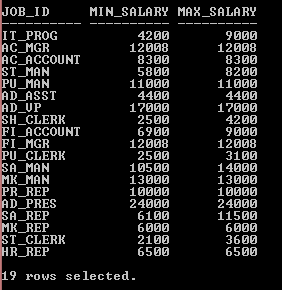 JOB_ID MIN_SALARY MAX_SALARY
---------- ---------- ----------
IT_PROG 4200 9000
AC_MGR 12008 12008
AC_ACCOUNT 8300 8300
ST_MAN 5800 8200
PU_MAN 11000 11000
AD_ASST 4400 4400
AD_VP 17000 17000
SH_CLERK 2500 4200
FI_ACCOUNT 6900 9000
FI_MGR 12008 12008
PU_CLERK 2500 3100
SA_MAN 10500 14000
MK_MAN 13000 13000
PR_REP 10000 10000
AD_PRES 24000 24000
SA_REP 6100 11500
MK_REP 6000 6000
ST_CLERK 2100 3600
HR_REP 6500 6500
19 rows selected.